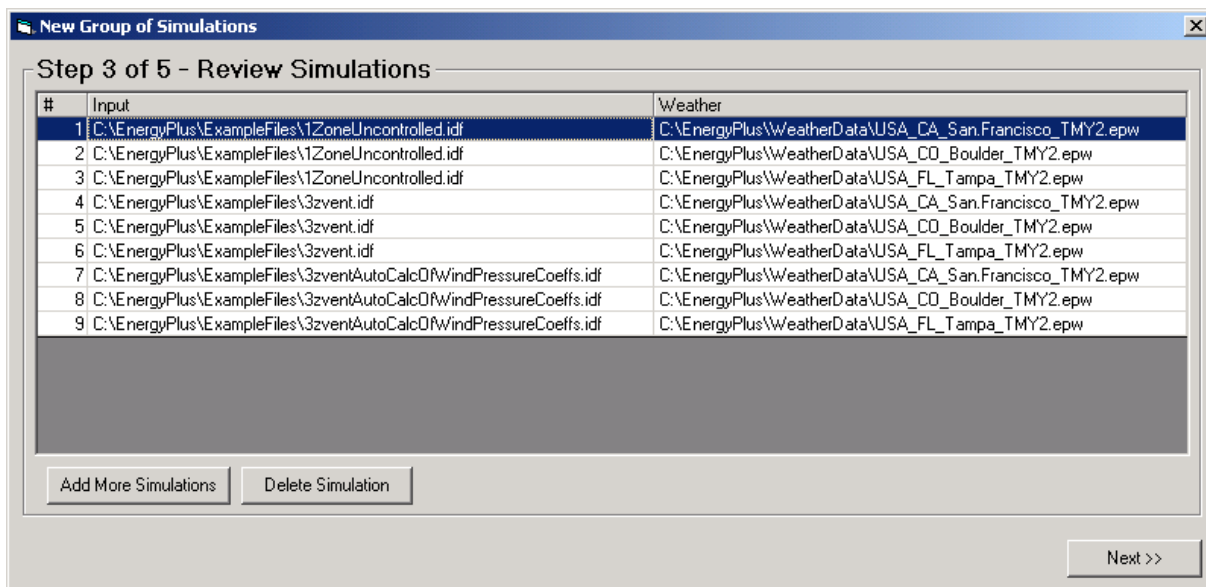 New Group of Simulations
Step 3 of 5 - Review Simulations
# Input Weather
1 C:\EnergyPlus\ExampleFiles\1ZoneUncontrolled.idf C:\EnergyPlus\WeatherData\USA_CA_San.Francisco_TMY2.epw
2 C:\EnergyPlus\ExampleFiles\1ZoneUncontrolled.idf C:\EnergyPlus\WeatherData\USA_CO_Boulder_TMY2.epw
3 C:\EnergyPlus\ExampleFiles\1ZoneUncontrolled.idf C:\EnergyPlus\WeatherData\USA_FL_Tampa_TMY2.epw
4 C:\EnergyPlus\ExampleFiles\3zvent.idf C:\EnergyPlus\WeatherData\USA_CA_San.Francisco_TMY2.epw
5 C:\EnergyPlus\ExampleFiles\3zvent.idf C:\EnergyPlus\WeatherData\USA_CO_Boulder_TMY2.epw
6 C:\EnergyPlus\ExampleFiles\3zvent.idf C:\EnergyPlus\WeatherData\USA_FL_Tampa_TMY2.epw
7 C:\EnergyPlus\ExampleFiles\3zventAutoCalcOfWindPressureCoeffs.idf C:\EnergyPlus\WeatherData\USA_CA_San.Francisco_TMY2.epw
8 C:\EnergyPlus\ExampleFiles\3zventAutoCalcOfWindPressureCoeffs.idf C:\EnergyPlus\WeatherData\USA_CO_Boulder_TMY2.epw
9 C:\EnergyPlus\ExampleFiles\3zventAutoCalcOfWindPressureCoeffs.idf C:\EnergyPlus\WeatherData\USA_FL_Tampa_TMY2.epw
Add More Simulations Delete Simulation
Next >>